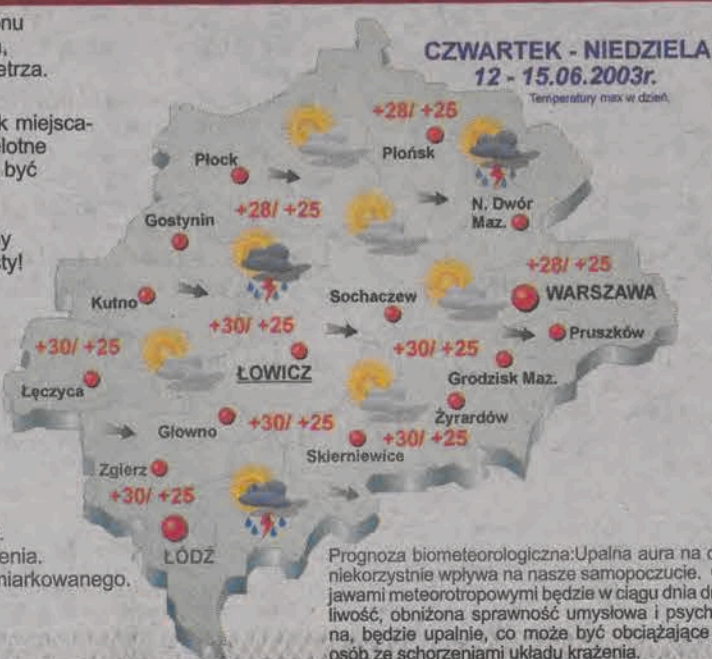 nu
etrza.
k miejsca-
elotne
być
y
sty!
CZWARTEK - NIEDZIELA
12 - 15.06.2003r.
Temperatury max w dzień.
+28/ +25
Płońsk
Płock
N. Dwór
Maz.
+28/ +25
Gostynin
+28/ +25
WARSZAWA
Kutno
Sochaczew
Pruszków
+30/ +25
+30/ +25
+30/ +25
ŁOWICZ
Grodzisk Maz.
Łęczyca
Żyrardów
Głowno
+30/ +25
+30/ +25
Skierniewice
Zgierz
+30/ +25
ŁÓDŹ
enia.
niarkowanego.
Prognoza biometeorologiczna:Upalna aura na o
niekorzystnie wpływa na nasze samopoczucie.
jawami meteorotropowymi będzie w ciągu dnia dr
liwość, obniżona sprawność umysłowa i psych
na, będzie upalnie, co może być obciążające
osób ze schorzeniami układu krążenia.